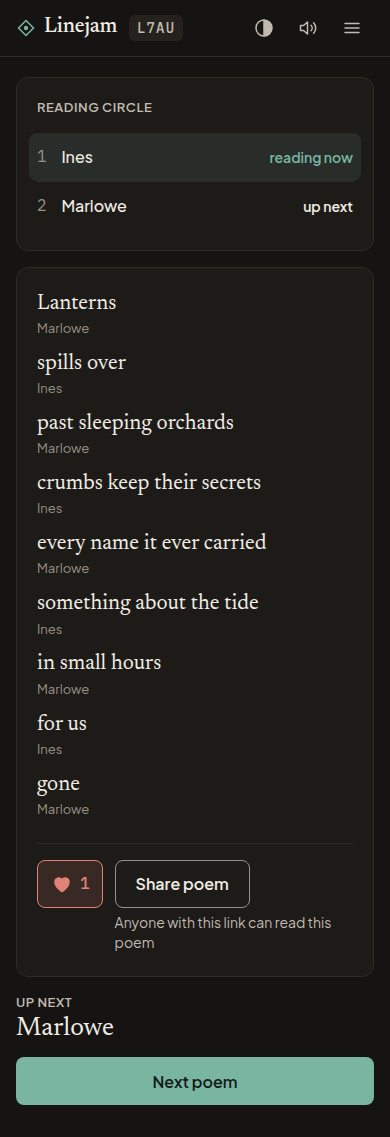 Linejam L7AU
READING CIRCLE
1 Ines reading now
2 Marlowe up next
Lanterns
Marlowe
spills over
Ines
past sleeping orchards
Marlowe
crumbs keep their secrets
Ines
every name it ever carried
Marlowe
something about the tide
Ines
in small hours
Marlowe
for us
Ines
gone
Marlowe
1 Share poem
Anyone with this link can read this
poem
UP NEXT
Marlowe
Next poem